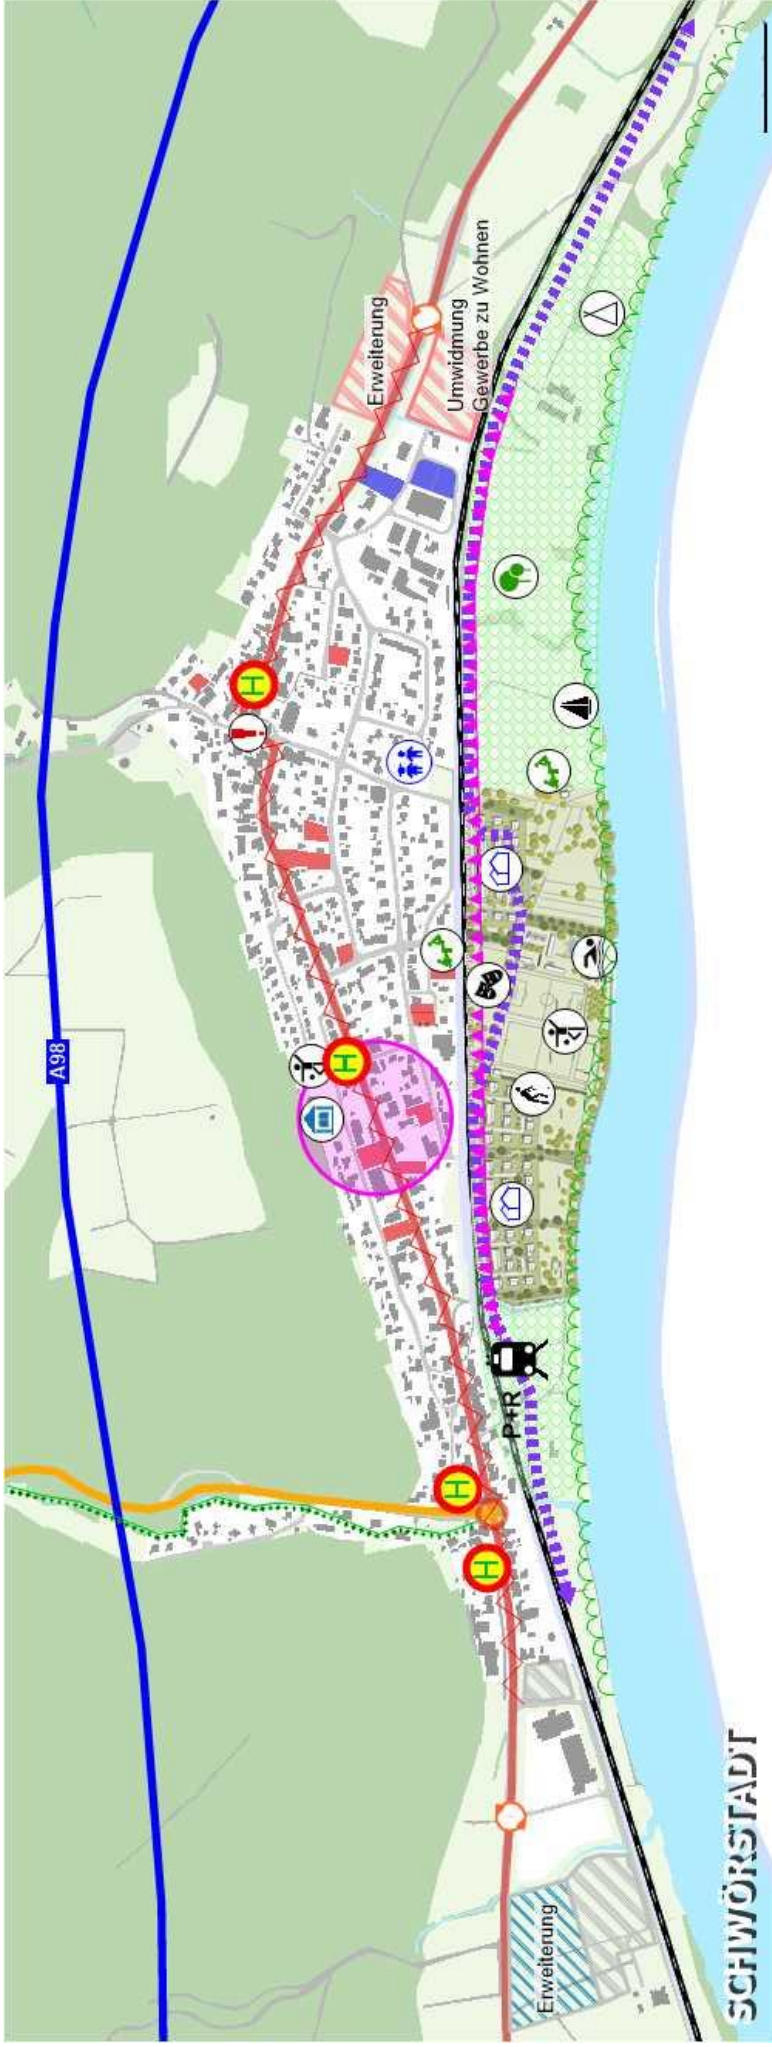 A98
Erweiterung
Umwidmung
Gewerbe zu Wohnen
H
H
H
H
P+R
Erweiterung
SCHWÖRSTADT